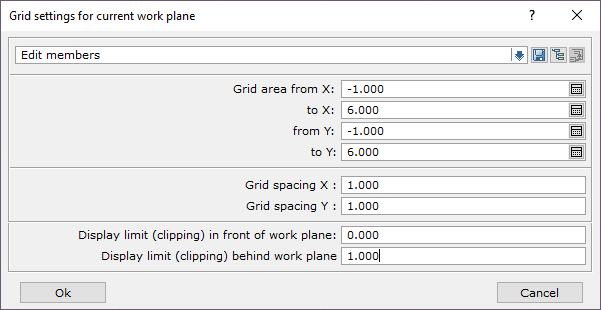 Grid settings for current work plane ?
Edit members
Grid area from X: -1.000
to X: 6.000
from Y: -1.000
to Y: 6.000
Grid spacing X : 1.000
Grid spacing Y : 1.000
Display limit (clipping) in front of work plane: 0.000
Display limit (clipping) behind work plane 1.000
Ok Cancel